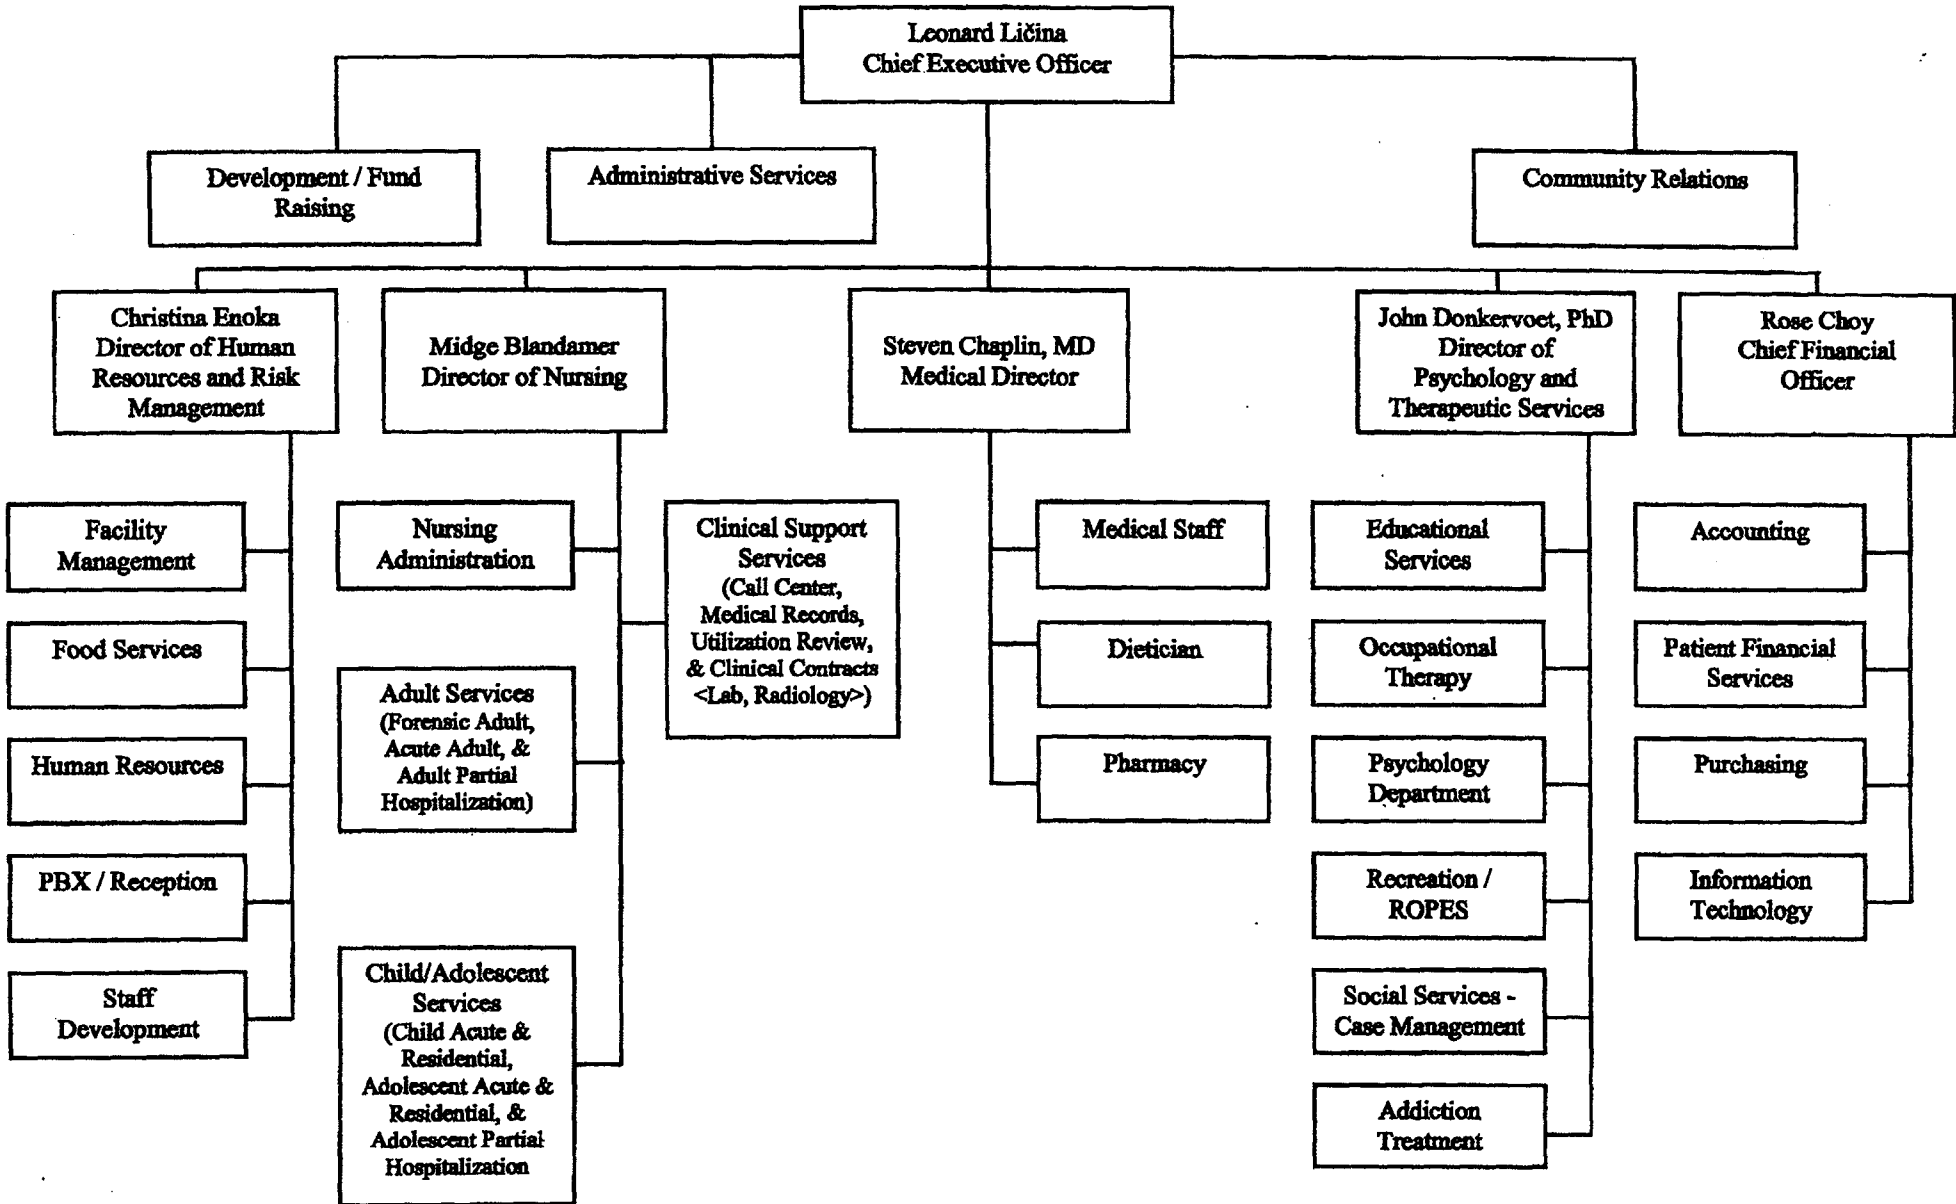 Leonard Ličina
Chief Executive Officer
Development / Fund
Raising
Administrative Services
Community Relations
Christina Enoka
Director of Human
Resources and Risk
Management
Midge Blandamer
Director of Nursing
Steven Chaplin, MD
Medical Director
John Donkervoet, PhD
Director of
Psychology and
Therapeutic Services
Rose Choy
Chief Financial
Officer
Facility
Management
Food Services
Human Resources
PBX / Reception
Staff
Development
Nursing
Administration
Adult Services
(Forensic Adult,
Acute Adult, &
Adult Partial
Hospitalization)
Child/Adolescent
Services
(Child Acute &
Residential,
Adolescent Acute &
Residential, &
Adolescent Partial
Hospitalization
Clinical Support
Services
(Call Center,
Medical Records,
Utilization Review,
& Clinical Contracts
<Lab, Radiology>)
Medical Staff
Dietician
Pharmacy
Educational
Services
Occupational
Therapy
Psychology
Department
Recreation /
ROPES
Social Services -
Case Management
Addiction
Treatment
Accounting
Patient Financial
Services
Purchasing
Information
Technology